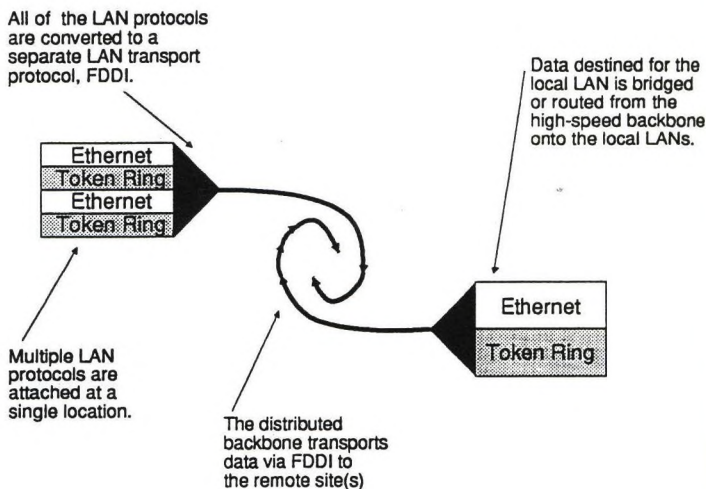 All of the LAN protocols
are converted to a
separate LAN transport
protocol, FDDI.
Data destined for the
local LAN is bridged
or routed from the
high-speed backbone
onto the local LANs.
Ethernet
Token Ring
Ethernet
Token Ring
Ethernet
Token Ring
Multiple LAN
protocols are
attached at a
single location.
The distributed
backbone transports
data via FDDI to
the remote site(s)